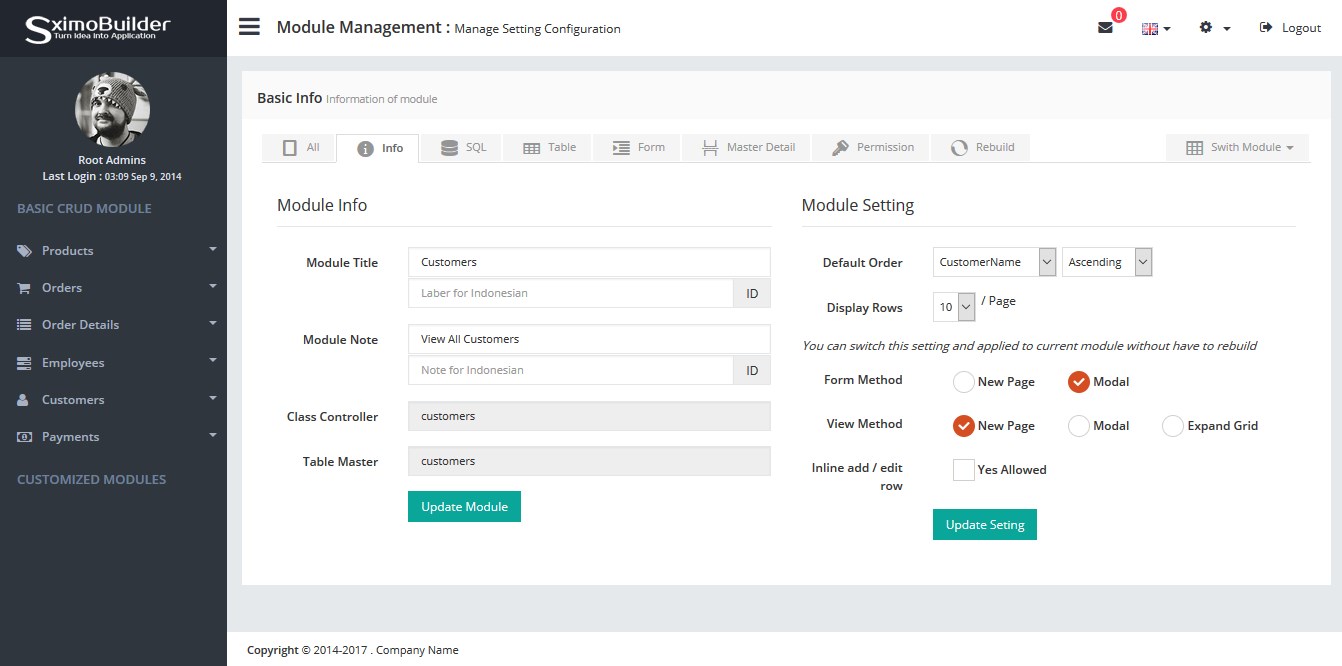 SximoBuilder
Turn Idea into Application
Module Management : Manage Setting Configuration
0
Logout
Root Admins
Last Login : 03:09 Sep 9, 2014
BASIC CRUD MODULE
Products
Orders
Order Details
Employees
Customers
Payments
CUSTOMIZED MODULES
Basic Info Information of module
All
Info
SQL
Table
Form
Master Detail
Permission
Rebuild
Swith Module
Module Info
Module Title
Customers
Laber for Indonesian
ID
Module Note
View All Customers
Note for Indonesian
ID
Class Controller
customers
Table Master
customers
Update Module
Module Setting
Default Order
CustomerName
Ascending
Display Rows
10
/ Page
You can switch this setting and applied to current module without have to rebuild
Form Method
New Page
Modal
View Method
New Page
Modal
Expand Grid
Inline add / edit
row
Yes Allowed
Update Seting
Copyright © 2014-2017 . Company Name